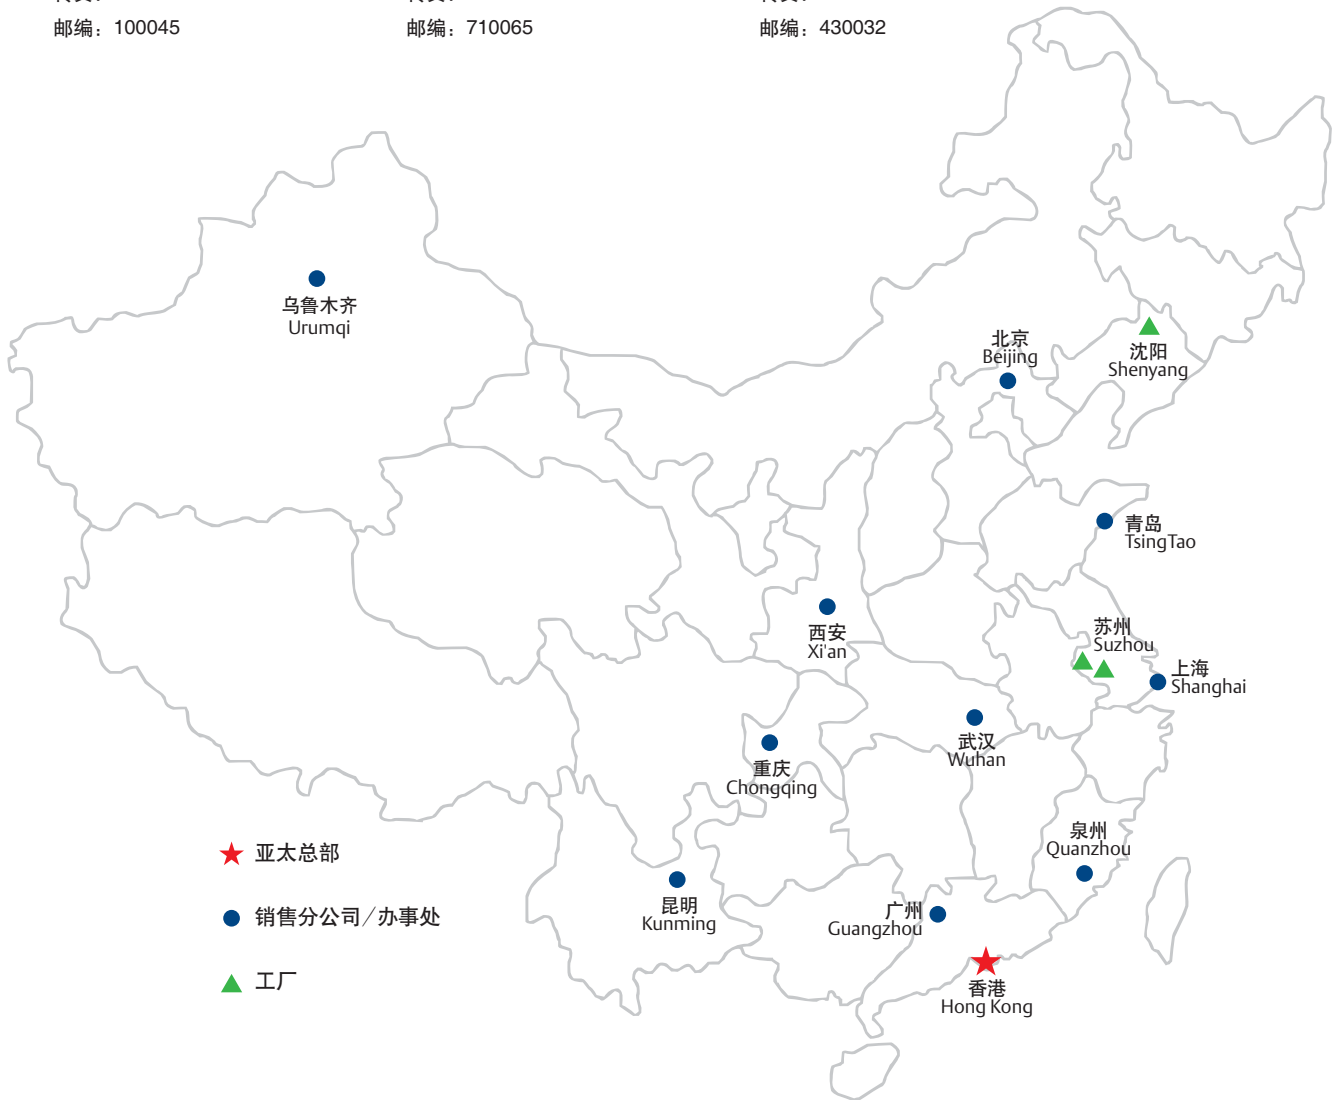 邮编：100045
邮编：710065
邮编：430032
乌鲁木齐
Urumqi
北京
Beijing
沈阳
Shenyang
青岛
TsingTao
西安
Xi'an
苏州
Suzhou
上海
Shanghai
武汉
Wuhan
重庆
Chongqing
泉州
Quanzhou
亚太总部
昆明
Kunming
广州
Guangzhou
销售分公司/办事处
工厂
香港
Hong Kong